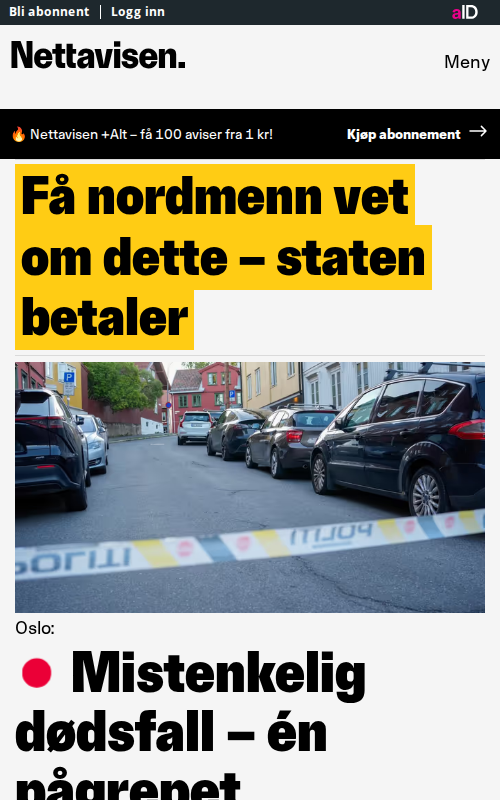 Bli abonnent | Logg inn
aID
Nettavisen.
Meny
🔥 Nettavisen +Alt – få 100 aviser fra 1 kr!
Kjøp abonnement →
Få nordmenn vet
om dette – staten
betaler
POLITI
POLITI
Oslo:
Mistenkelig
dødsfall – én
pågrepet